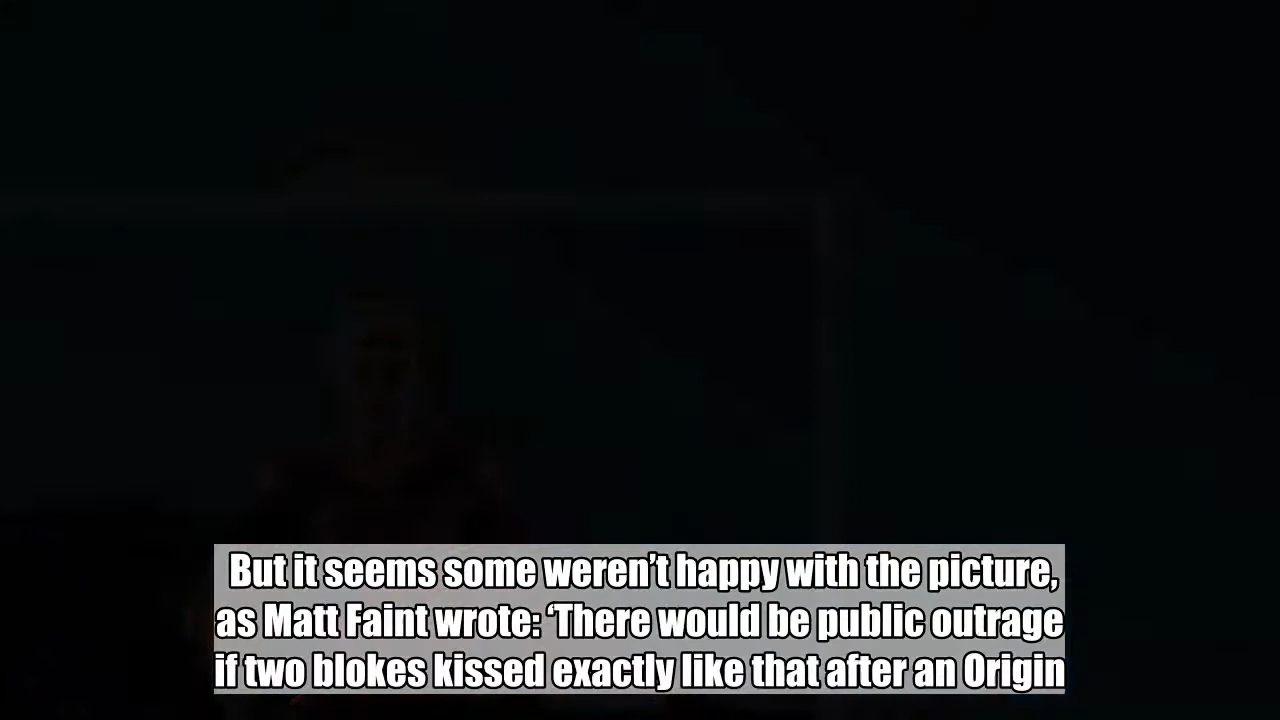 But it seems some weren’t happy with the picture,
as Matt Faint wrote: ‘There would be public outrage
if two blokes kissed exactly like that after an Origin